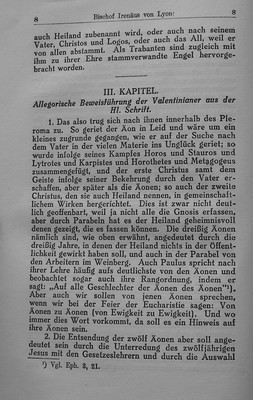 8
Bischof Irenäus von Lyon:
8
auch Heiland zubenannt wird, oder auch nach seinem
Vater, Christos und Logos, oder auch das All, weil er
von allen abstammt. Als Trabanten sind zugleich mit
ihm zu ihrer Ehre stammverwandte Engel hervorge-
bracht worden.
III. KAPITEL.
Allegorische Beweisführung der Valentinianer aus der
Hl. Schrift.
1. Das also trug sich nach ihnen innerhalb des Ple-
roma zu. So geriet der Äon in Leid und wäre um ein
kleines zugrunde gegangen, wie er auf der Suche nach
dem Vater in der vielen Materie ins Unglück geriet; so
wurde infolge seines Kampfes Horos und Stauros und
Lytrotes und Karpistes und Horothetes und Metagogeus
zusammengefügt, und der erste Christus samt dem
Geiste infolge seiner Bekehrung durch den Vater er-
schaffen, aber später als die Äonen; so auch der zweite
Christus, den sie auch Heiland nennen, in gemeinschaft-
lichem Wirken hergerichtet. Dies ist zwar nicht deut-
lich geoffenbart, weil ja nicht alle die Gnosis erfassen,
aber durch Parabeln hat es der Heiland geheimnisvoll
denen gezeigt, die es fassen können. Die dreißig Äonen
nämlich sind, wie oben erwähnt, angedeutet durch die
dreißig Jahre, in denen der Heiland nichts in der Öffent-
lichkeit gewirkt haben soll, und auch in der Parabel von
den Arbeitern im Weinberg. Auch Paulus spricht nach
ihrer Lehre häufig aufs deutlichste von den Äonen und
beobachtet sogar auch ihre Rangordnung, indem er
sagt: „Auf alle Geschlechter der Äonen des Äonen“¹).
Aber auch wir sollen von jenen Äonen sprechen,
wenn wir bei der Feier der Eucharistie sagen: Von
Äonen zu Äonen (von Ewigkeit zu Ewigkeit). Und wo
immer dies Wort vorkommt, da soll es ein Hinweis auf
ihre Äonen sein.
2. Die Entsendung der zwölf Äonen aber soll ange-
deutet sein durch die Unterredung des zwölfjährigen
Jesus mit den Gesetzeslehrern und durch die Auswahl
¹) Vgl. Eph. 3, 21.